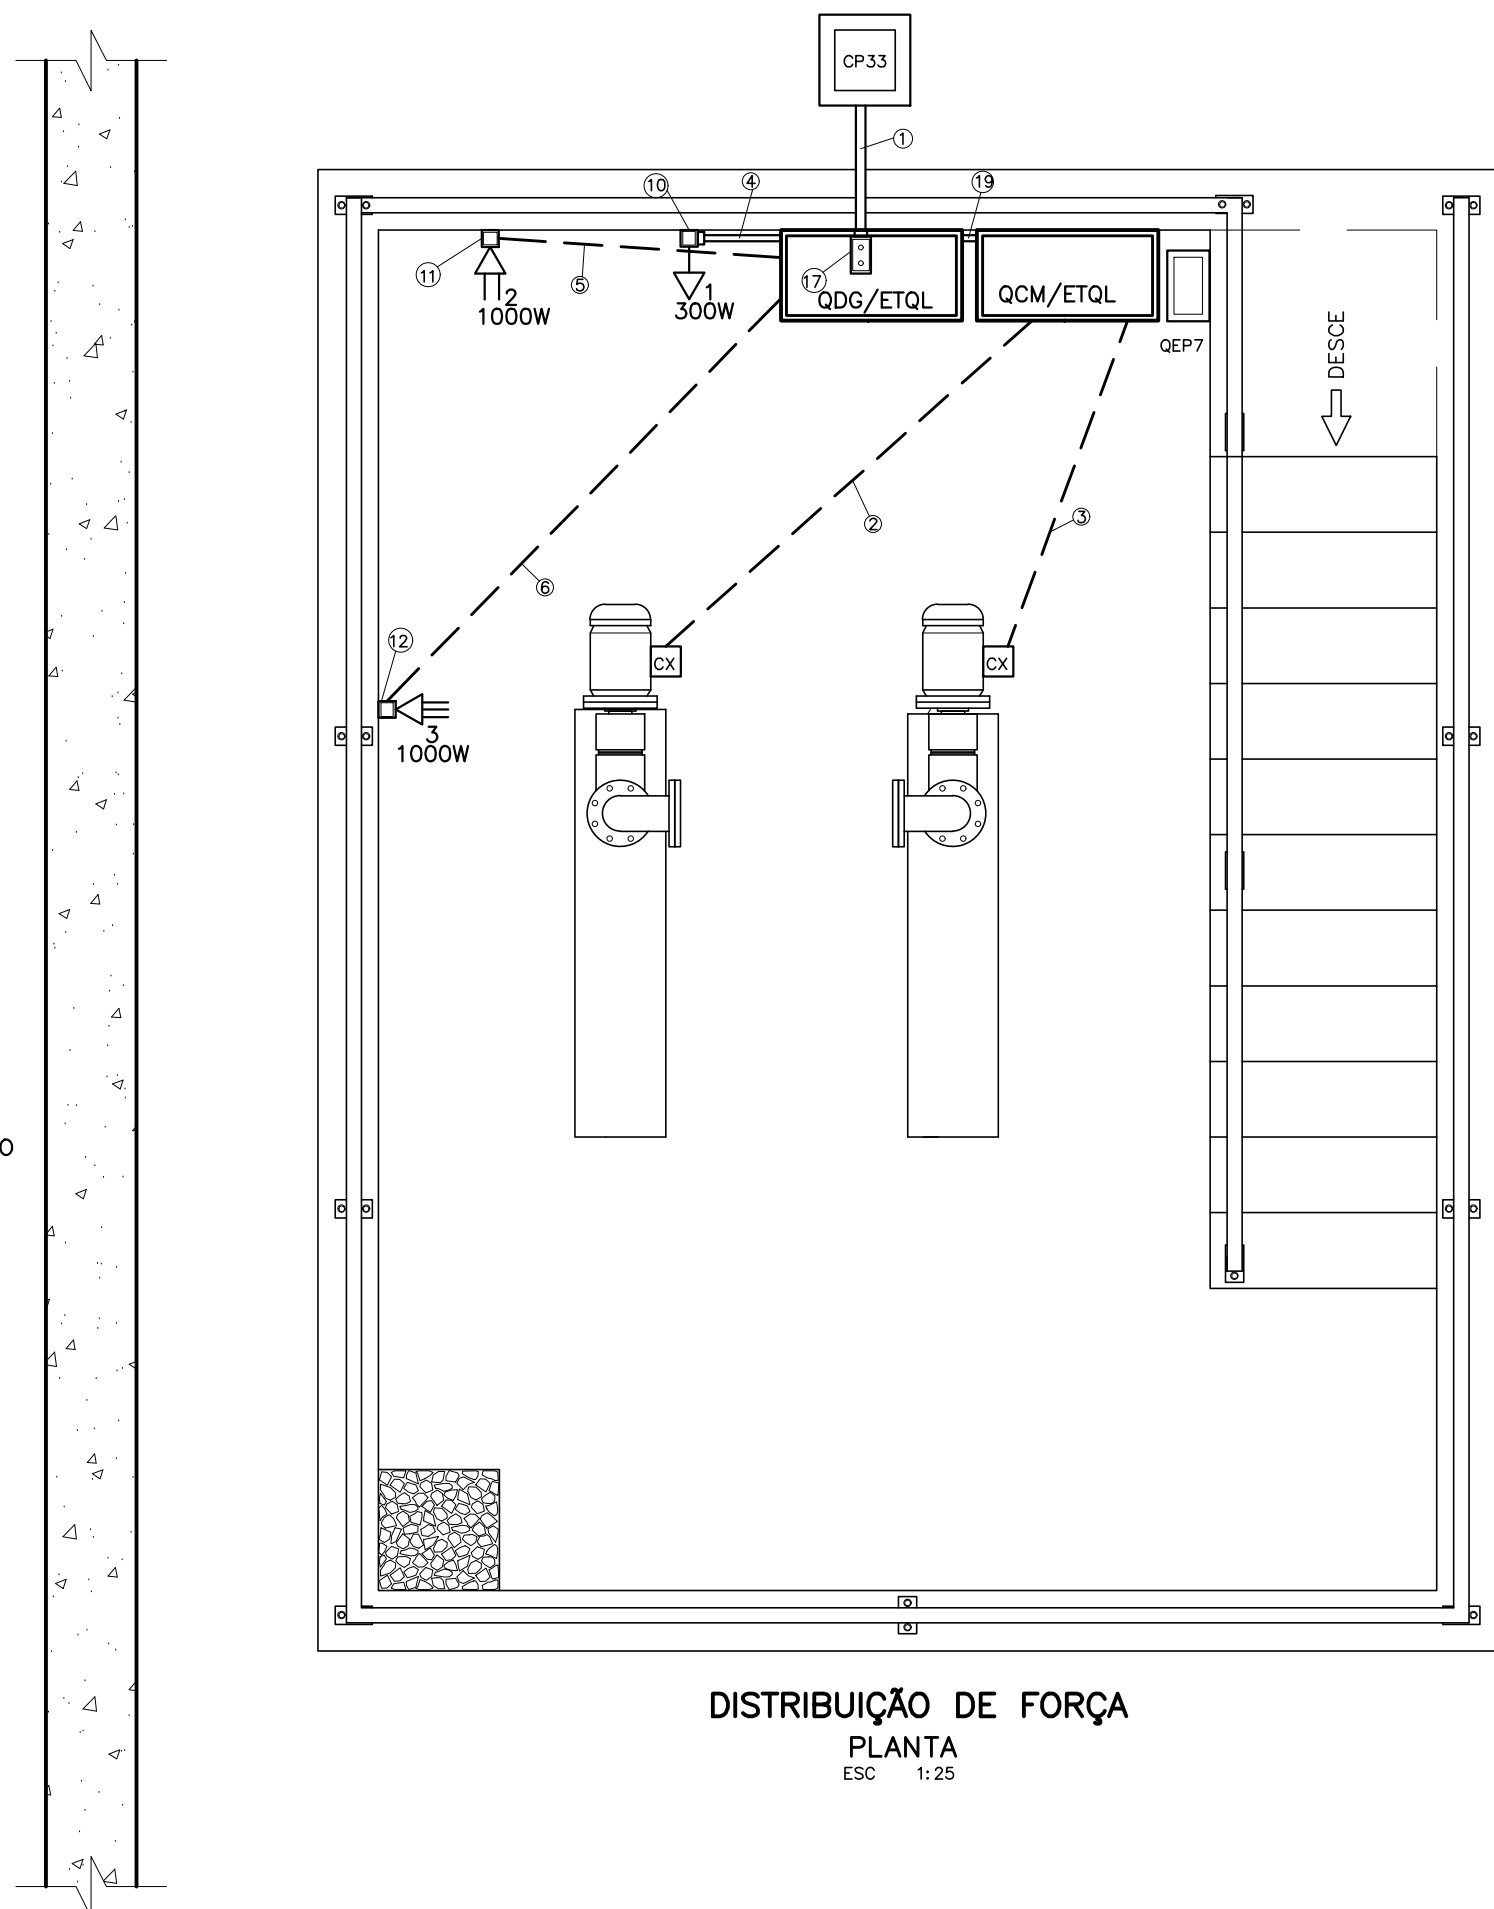 CP33
1
10
4
19
11
5
17
2
1000W
1
300W
QDG/ETQL
QCM/ETQL
QEP7
DESCE
2
3
6
12
CX
CX
3
1000W
O
DISTRIBUIÇÃO DE FORÇA
PLANTA
ESC 1:25